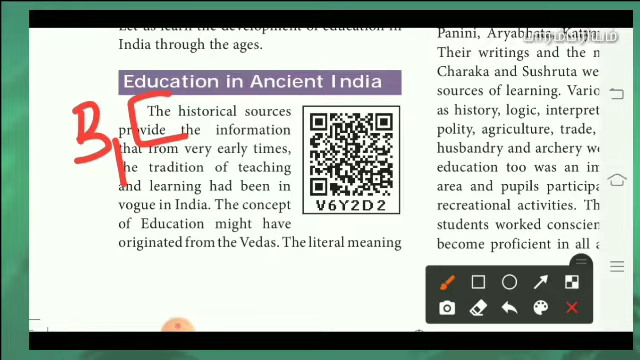 India through the ages.
Education in Ancient India
The historical sources
provide the information
that from very early times,
the tradition of teaching
and learning had been in
vogue in India. The concept
of Education might have
originated from the Vedas. The literal meaning
V6Y2D2
B, C
Panini, Aryabhata, Katya
Their writings and the m
Charaka and Sushruta we
sources of learning. Vario
as history, logic, interpret
polity, agriculture, trade,
husbandry and archery we
education too was an im
area and pupils participa
recreational activities. Th
students worked conscien
become proficient in all a